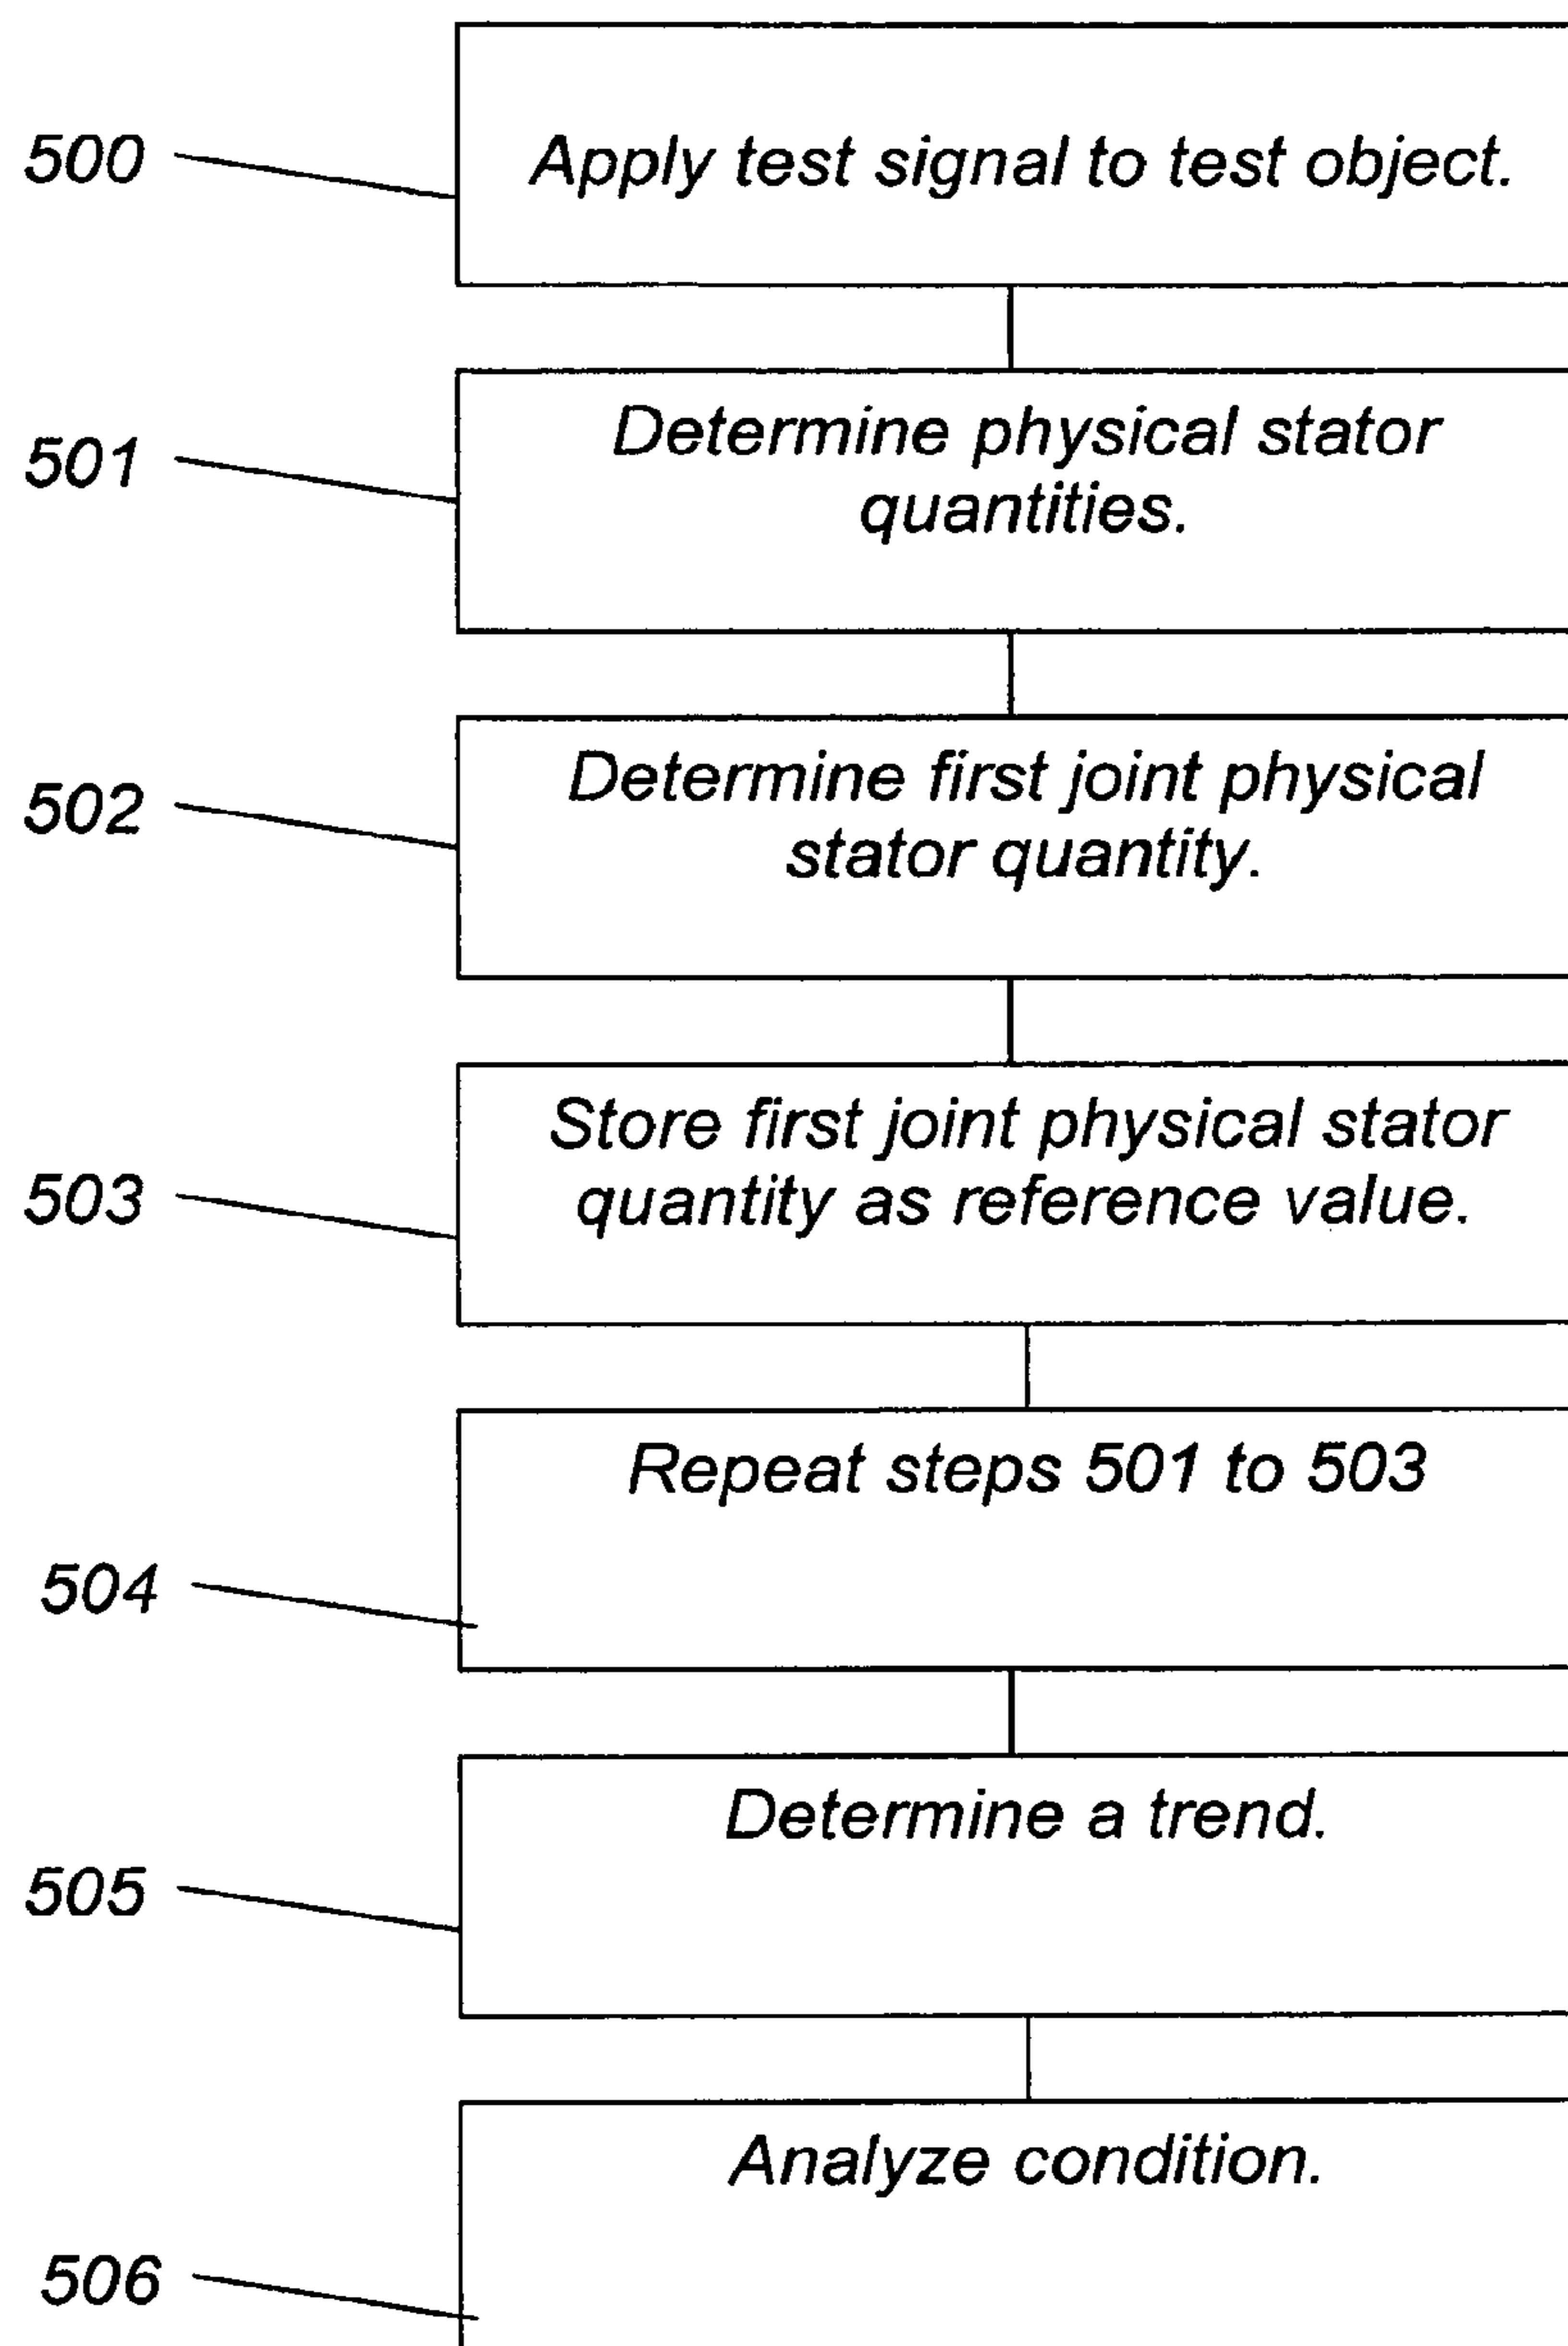 500
Apply test signal to test object.
501
Determine physical stator
quantities.
502
Determine first joint physical
stator quantity.
503
Store first joint physical stator
quantity as reference value.
504
Repeat steps 501 to 503
505
Determine a trend.
506
Analyze condition.